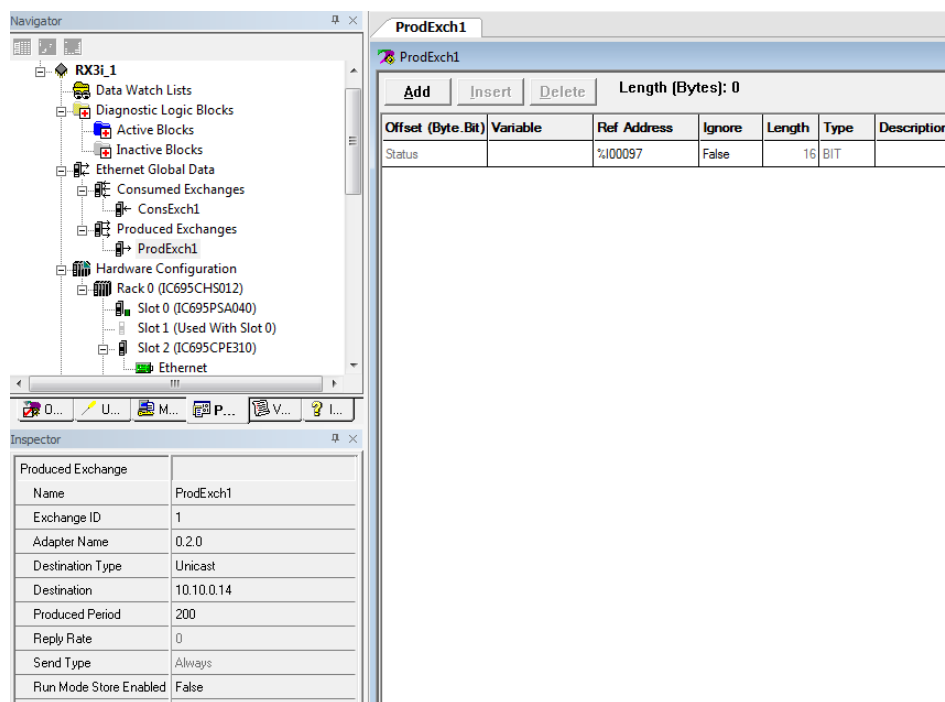 Navigator
RX3i_1
Data Watch Lists
Diagnostic Logic Blocks
Active Blocks
Inactive Blocks
Ethernet Global Data
Consumed Exchanges
ConsExch1
Produced Exchanges
ProdExch1
Hardware Configuration
Rack 0 (IC695CHS012)
Slot 0 (IC695PSA040)
Slot 1 (Used With Slot 0)
Slot 2 (IC695CPE310)
Ethernet
O... U... M... P... V... I...
Inspector
Produced Exchange
Name ProdExch1
Exchange ID 1
Adapter Name 0.2.0
Destination Type Unicast
Destination 10.10.0.14
Produced Period 200
Reply Rate 0
Send Type Always
Run Mode Store Enabled False
ProdExch1
ProdExch1
Add Insert Delete Length (Bytes): 0
Offset (Byte.Bit) Variable Ref Address Ignore Length Type Description
Status %I00097 False 16 BIT